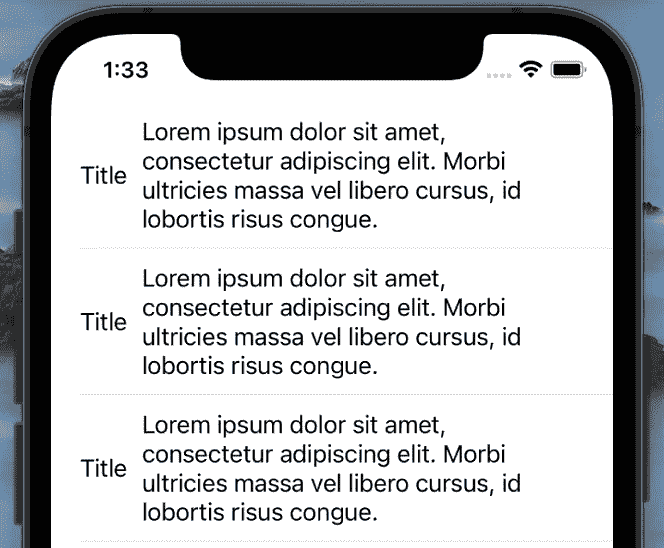 1:33
Lorem ipsum dolor sit amet,
consectetur adipiscing elit. Morbi
Title
ultricies massa vel libero cursus, id
lobortis risus congue.
Lorem ipsum dolor sit amet,
consectetur adipiscing elit. Morbi
Title
ultricies massa vel libero cursus, id
lobortis risus congue.
Lorem ipsum dolor sit amet,
consectetur adipiscing elit. Morbi
Title
ultricies massa vel libero cursus, id
lobortis risus congue.